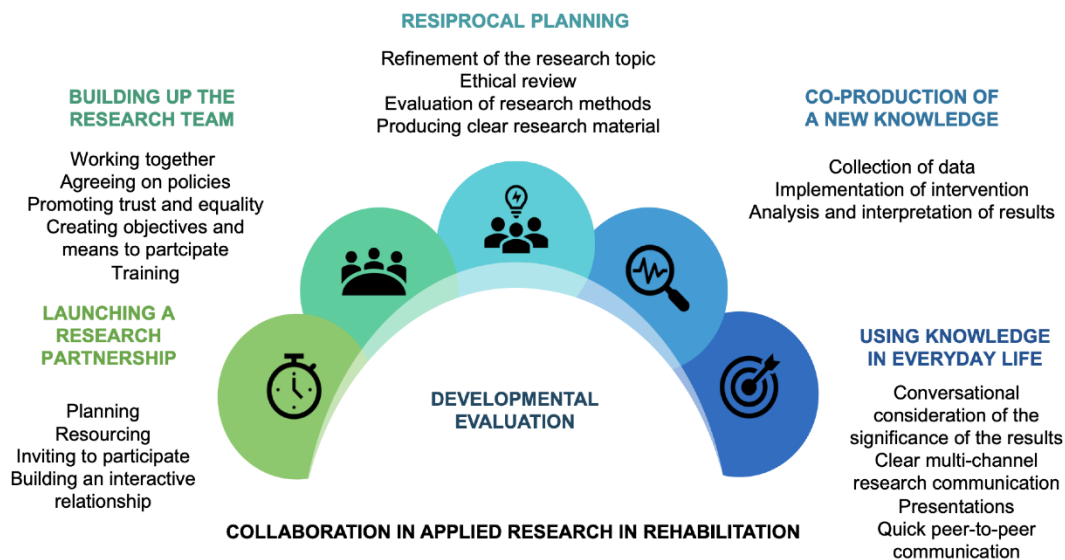 LAUNCHING A
RESEARCH
PARTNERSHIP
Planning
Resourcing
Inviting to participate
Building an interactive
relationship
BUILDING UP THE
RESEARCH TEAM
Working together
Agreeing on policies
Promoting trust and equality
Creating objectives and
means to partcipate
Training
RESIPROCAL PLANNING
Refinement of the research topic
Ethical review
Evaluation of research methods
Producing clear research material
CO-PRODUCTION OF
A NEW KNOWLEDGE
Collection of data
Implementation of intervention
Analysis and interpretation of results
USING KNOWLEDGE
IN EVERYDAY LIFE
Conversational
consideration of the
significance of the results
Clear multi-channel
research communication
Presentations
Quick peer-to-peer
communication
DEVELOPMENTAL
EVALUATION
COLLABORATION IN APPLIED RESEARCH IN REHABILITATION